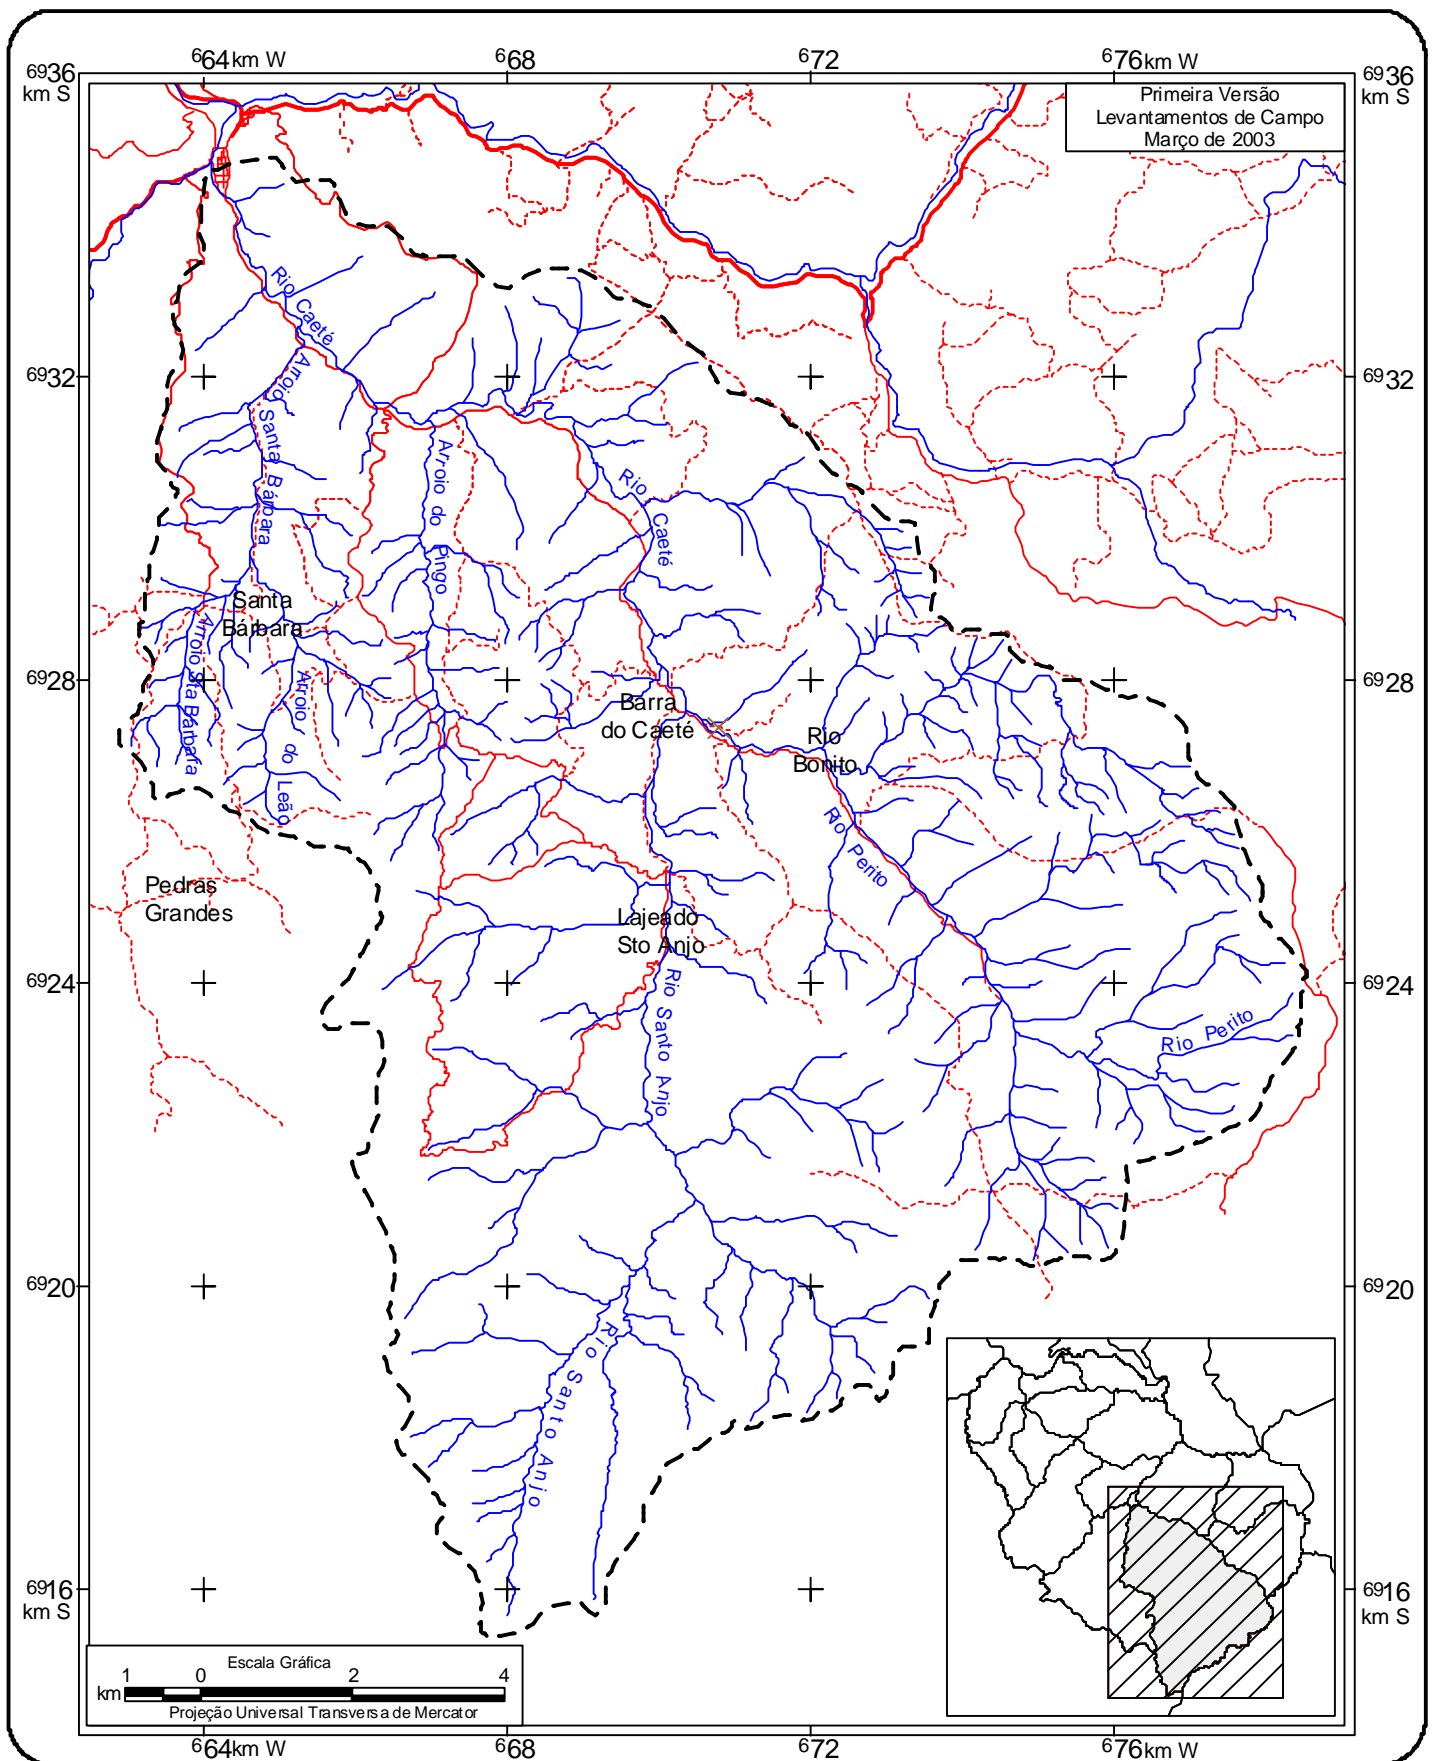 664km W
668
672
676km W
6936
km S
6936
km S
Primeira Versão
Levantamentos de Campo
Março de 2003
Rio Caeté
6932
6932
Arroio
Santa Bárbara
Arroio do Pingo
Rio
Caeté
Santa
Bárbara
Arroio Sta Bárbara
Arroio do Leão
6928
6928
Barra
do Caeté
Rio
Bonito
Rio Perito
Pedras
Grandes
Lajeado
Sto Anjo
6924
6924
Rio Santo Anjo
Rio Perito
6920
6920
Rio Santo Anjo
6916
km S
6916
km S
Escala Gráfica
1 0 2 4
km
Projeção Universal Transversa de Mercator
664km W
668
672
676km W